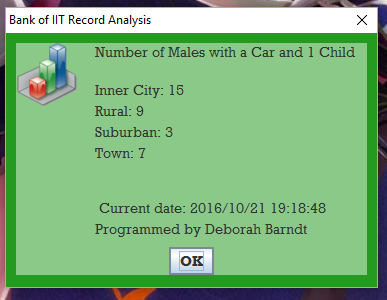 Bank of IIT Record Analysis
Number of Males with a Car and 1 Child
Inner City: 15
Rural: 9
Suburban: 3
Town: 7
Current date: 2016/10/21 19:18:48
Programmed by Deborah Barndt
OK